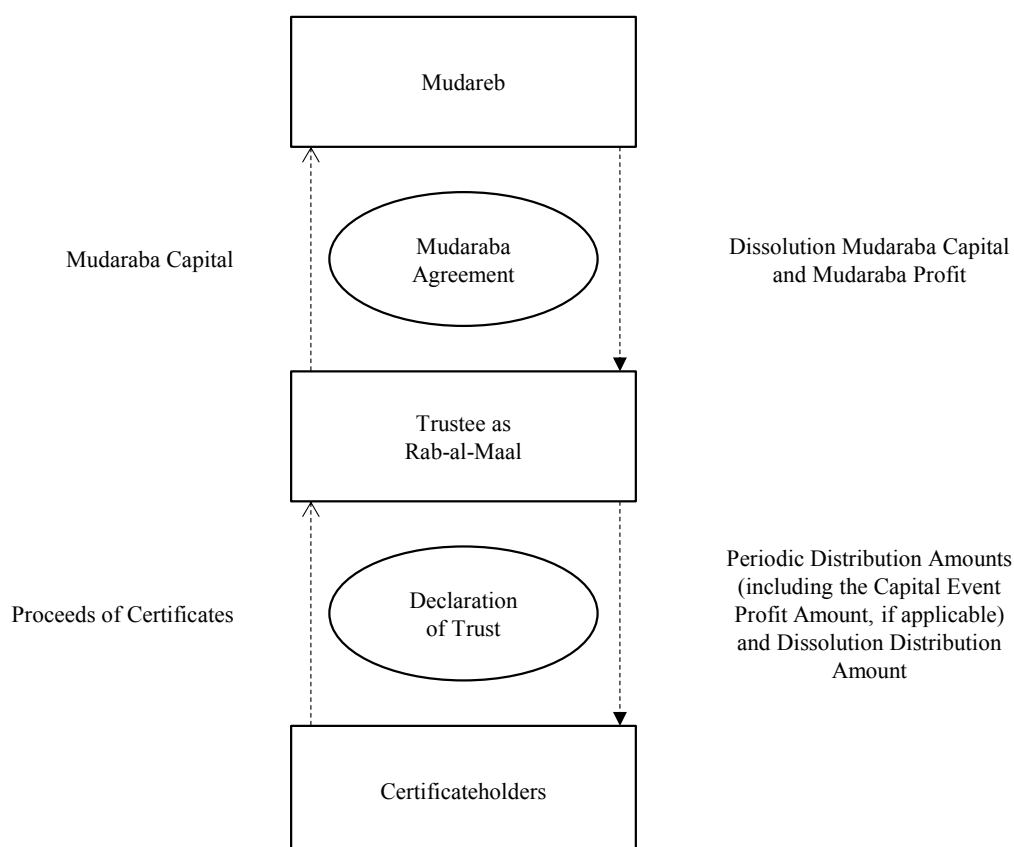 Mudareb
Mudaraba Capital
Mudaraba
Agreement
Dissolution Mudaraba Capital
and Mudaraba Profit
Trustee as
Rab-al-Maal
Proceeds of Certificates
Declaration
of Trust
Periodic Distribution Amounts
(including the Capital Event
Profit Amount, if applicable)
and Dissolution Distribution
Amount
Certificateholders